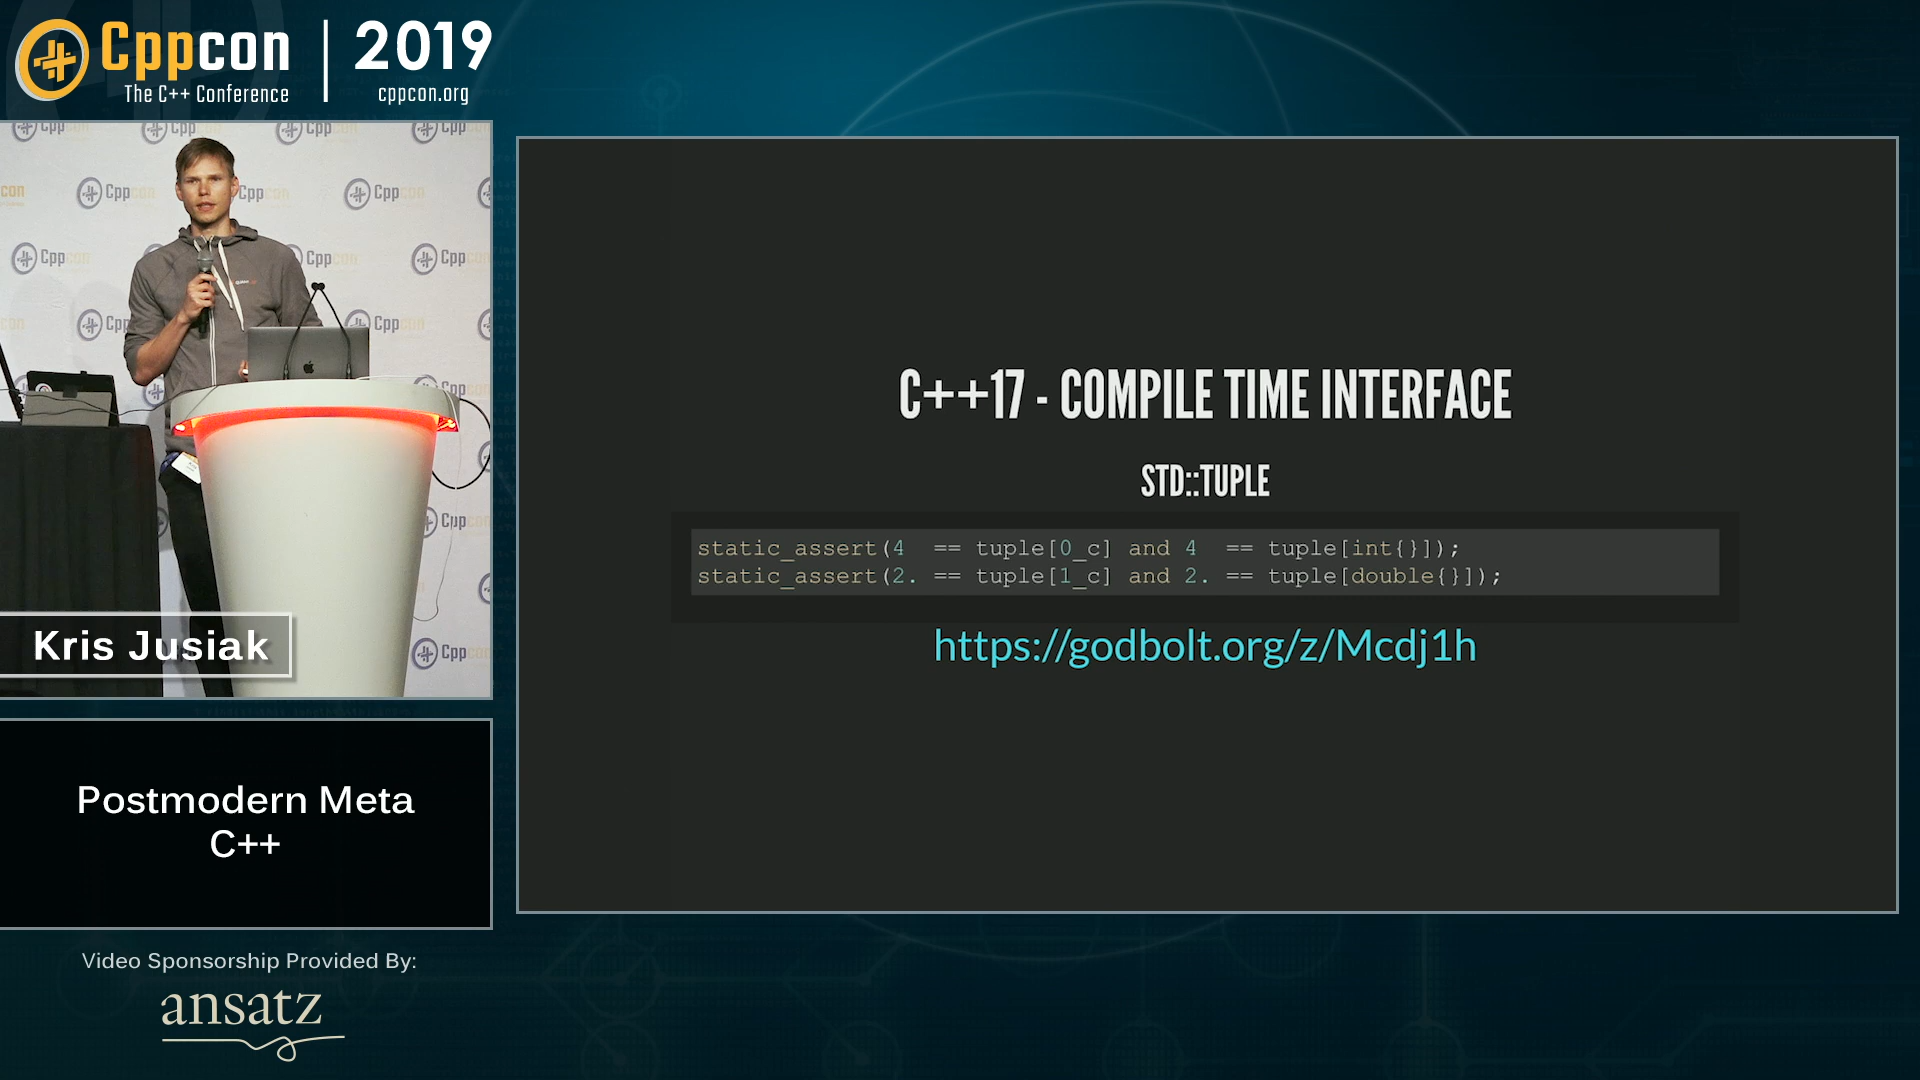 Cppcon
The C++ Conference
2019
cppcon.org
Kris Jusiak
Postmodern Meta
C++
Video Sponsorship Provided By:
ansatz
C++17 - COMPILE TIME INTERFACE
STD::TUPLE
static_assert(4  == tuple[0_c] and 4  == tuple[int{}]);
static_assert(2. == tuple[1_c] and 2. == tuple[double{}]);
https://godbolt.org/z/Mcdj1h